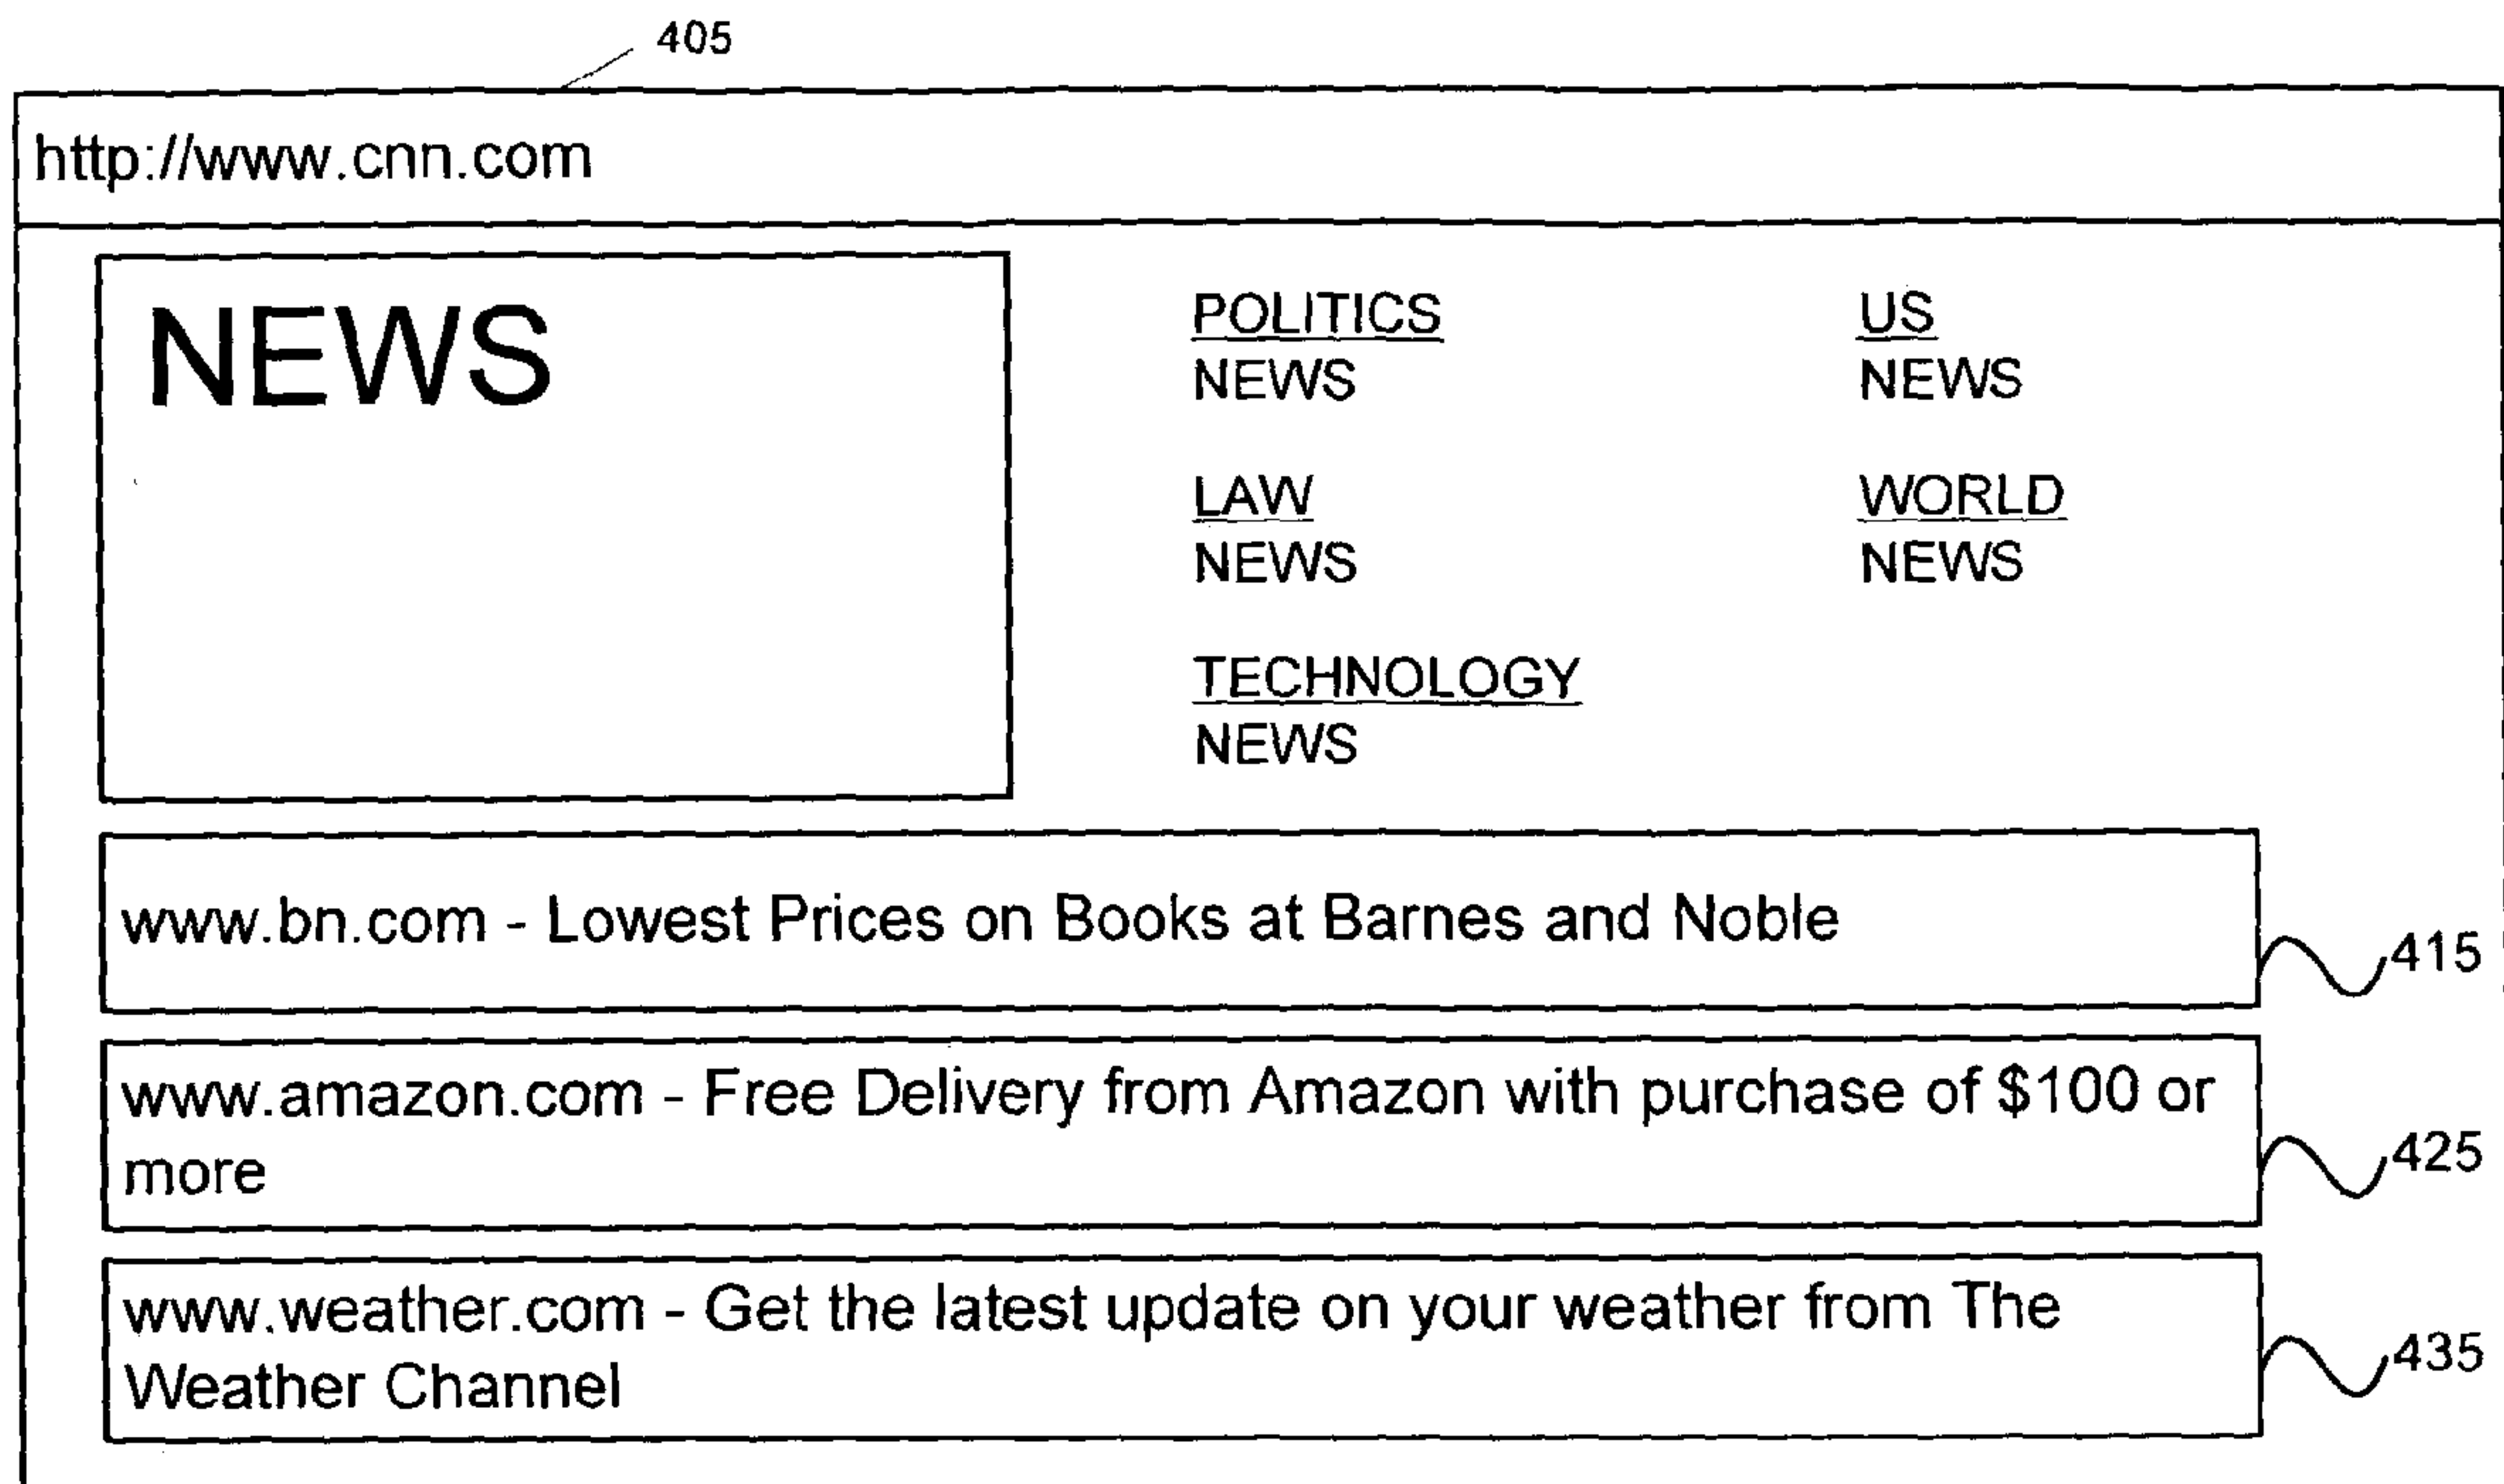 405
http://www.cnn.com
NEWS
POLITICS
NEWS
LAW
NEWS
TECHNOLOGY
NEWS
US
NEWS
WORLD
NEWS
www.bn.com - Lowest Prices on Books at Barnes and Noble
415
www.amazon.com - Free Delivery from Amazon with purchase of $100 or
more
425
www.weather.com - Get the latest update on your weather from The
Weather Channel
435